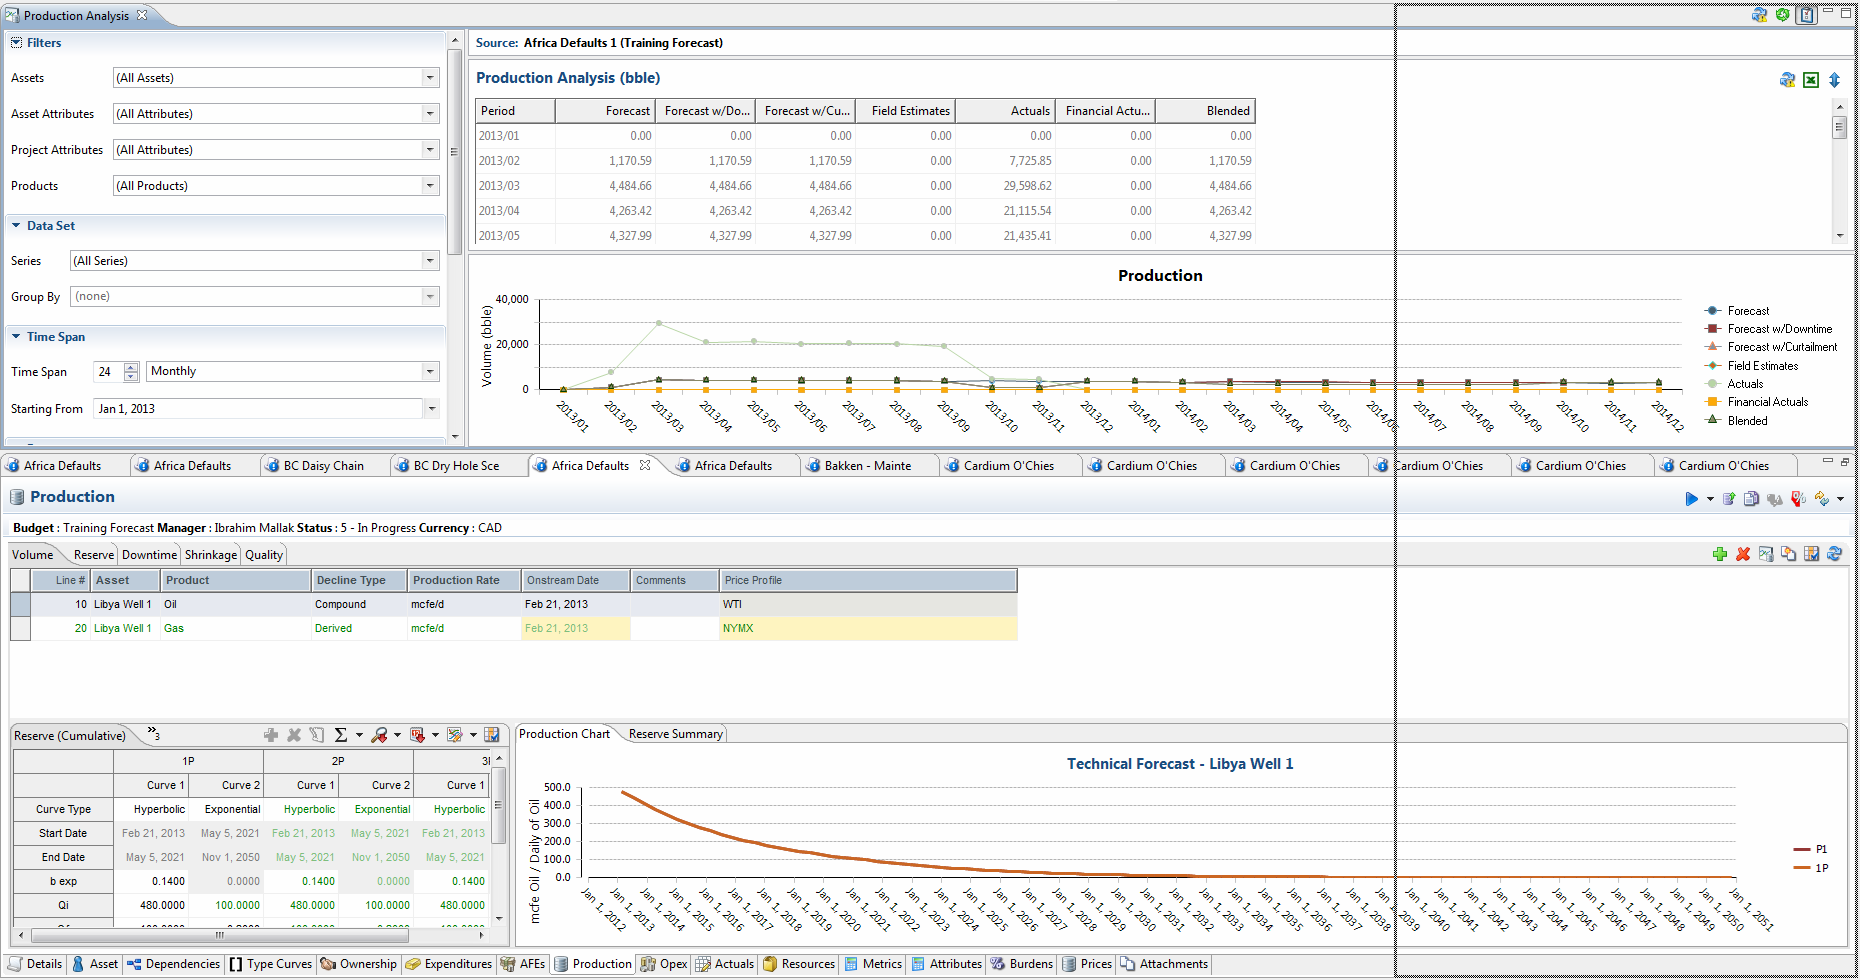 Production Analysis
Filters
Assets (All Assets)
Asset Attributes (All Attributes)
Project Attributes (All Attributes)
Products (All Products)
Data Set
Series (All Series)
Group By (none)
Time Span
Time Span 24 Monthly
Starting From Jan 1, 2013
Source: Africa Defaults 1 (Training Forecast)
Production Analysis (bble)
Period Forecast Forecast w/Do... Forecast w/Cu... Field Estimates Actuals Financial Actu... Blended
2013/01 0.00 0.00 0.00 0.00 0.00 0.00 0.00
2013/02 1,170.59 1,170.59 1,170.59 0.00 7,725.85 0.00 1,170.59
2013/03 4,484.66 4,484.66 4,484.66 0.00 29,598.62 0.00 4,484.66
2013/04 4,263.42 4,263.42 4,263.42 0.00 21,115.54 0.00 4,263.42
2013/05 4,327.99 4,327.99 4,327.99 0.00 21,435.41 0.00 4,327.99
Production
Volume (bble)
40,000
20,000
0
2013/01 2013/02 2013/03 2013/04 2013/05 2013/06 2013/07 2013/08 2013/09 2013/10 2013/11 2013/12 2014/01 2014/02 2014/03 2014/04 2014/05 2014/06 2014/07 2014/08 2014/09 2014/10 2014/11 2014/12
Forecast
Forecast w/Downtime
Forecast w/Curtailment
Field Estimates
Actuals
Financial Actuals
Blended
Africa Defaults Africa Defaults BC Daisy Chain BC Dry Hole Sce Africa Defaults Africa Defaults Bakken - Mainte Cardium O'Chies Cardium O'Chies Cardium O'Chies Cardium O'Chies Cardium O'Chies Cardium O'Chies
Production
Budget : Training Forecast Manager : Ibrahim Mallak Status : 5 - In Progress Currency : CAD
Volume Reserve Downtime Shrinkage Quality
Line # Asset Product Decline Type Production Rate Onstream Date Comments Price Profile
10 Libya Well 1 Oil Compound mcfe/d Feb 21, 2013 WTI
20 Libya Well 1 Gas Derived mcfe/d Feb 21, 2013 NYMX
Reserve (Cumulative) »3
1P 2P
Curve 1 Curve 2 Curve 1 Curve 2 Curve 1
Curve Type Hyperbolic Exponential Hyperbolic Exponential Hyperbolic
Start Date Feb 21, 2013 May 5, 2021 Feb 21, 2013 May 5, 2021 Feb 21, 2013
End Date May 5, 2021 Nov 1, 2050 May 5, 2021 Nov 1, 2050 May 5, 2021
b exp 0.1400 0.0000 0.1400 0.0000 0.1400
Qi 480.0000 100.0000 480.0000 100.0000 480.0000
Production Chart Reserve Summary
Technical Forecast - Libya Well 1
mcfe Oil / Daily of Oil
500.0
400.0
300.0
200.0
100.0
0.0
Jan 1, 2012 Jan 1, 2013 Jan 1, 2014 Jan 1, 2015 Jan 1, 2016 Jan 1, 2017 Jan 1, 2018 Jan 1, 2019 Jan 1, 2020 Jan 1, 2021 Jan 1, 2022 Jan 1, 2023 Jan 1, 2024 Jan 1, 2025 Jan 1, 2026 Jan 1, 2027 Jan 1, 2028 Jan 1, 2029 Jan 1, 2030 Jan 1, 2031 Jan 1, 2032 Jan 1, 2033 Jan 1, 2034 Jan 1, 2035 Jan 1, 2036 Jan 1, 2037 Jan 1, 2038 Jan 1, 2039 Jan 1, 2040 Jan 1, 2041 Jan 1, 2042 Jan 1, 2043 Jan 1, 2044 Jan 1, 2045 Jan 1, 2046 Jan 1, 2047 Jan 1, 2048 Jan 1, 2049 Jan 1, 2050 Jan 1, 2051
P1
1P
Details Asset Dependencies Type Curves Ownership Expenditures AFEs Production Opex Actuals Resources Metrics Attributes Burdens Prices Attachments